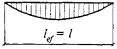 l_ef = l